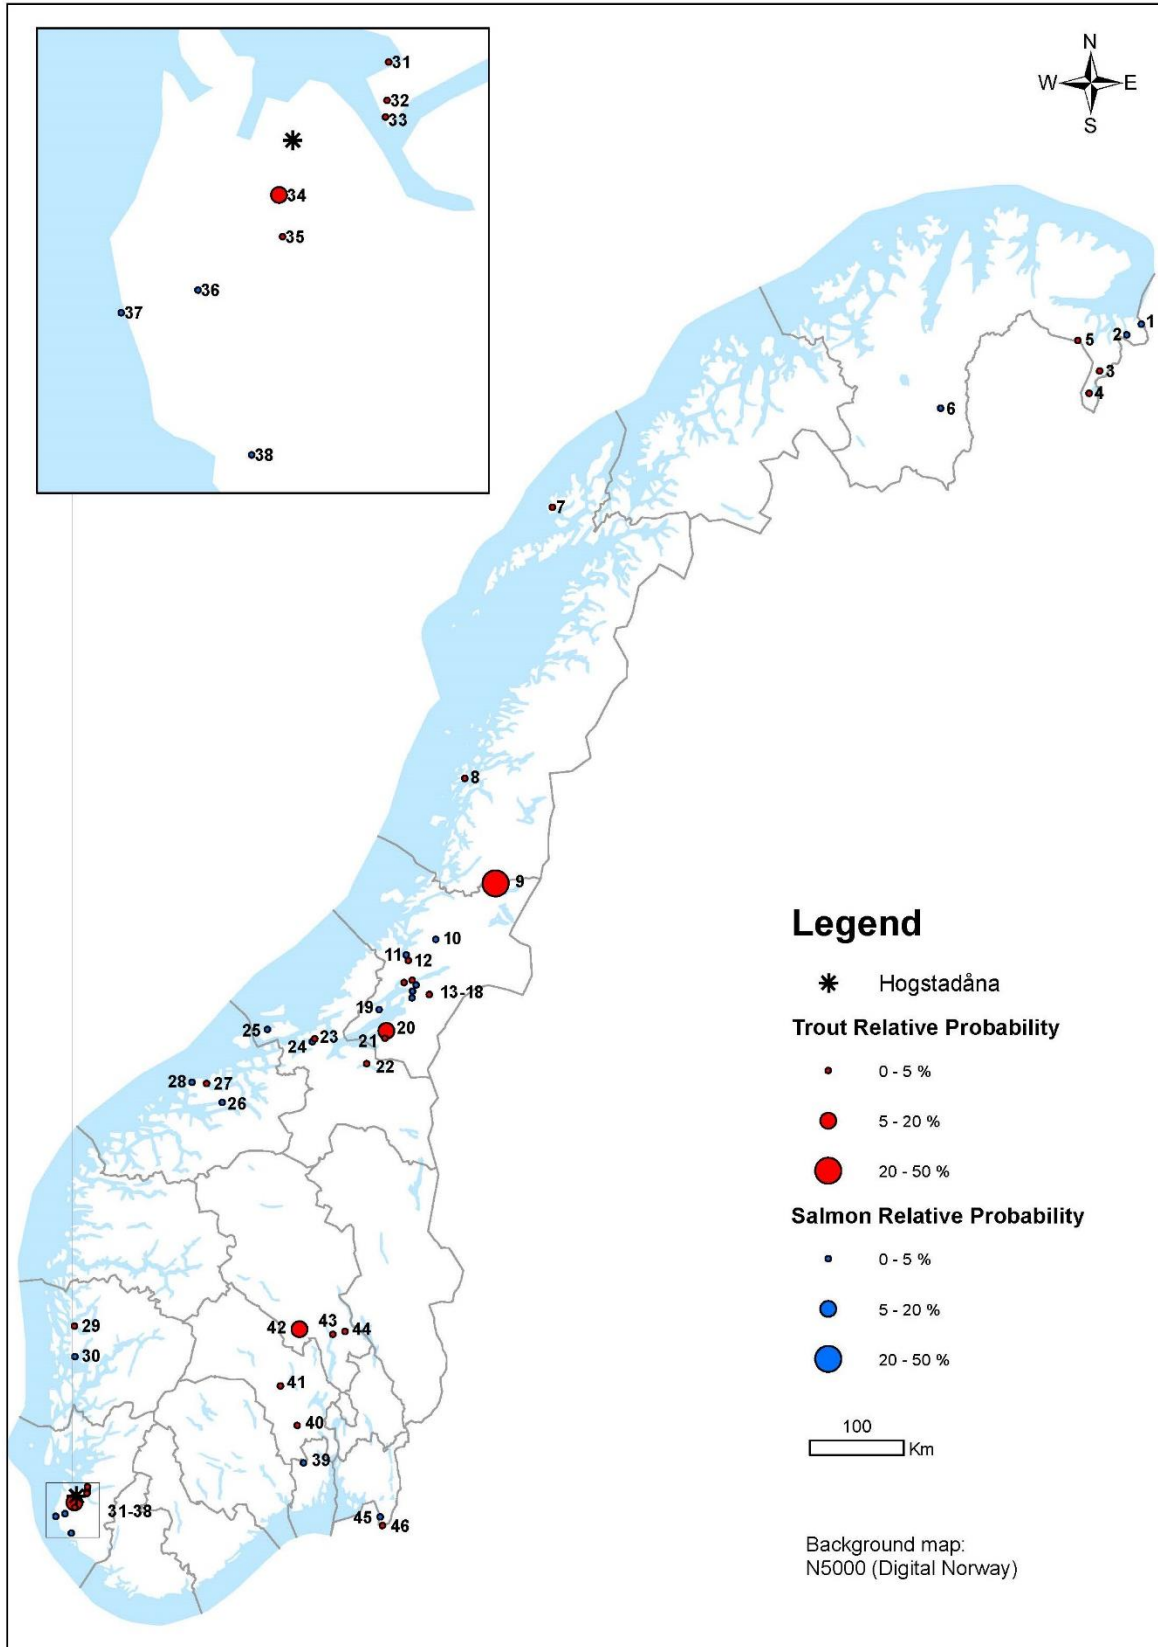 N
W E
S
31
32
33
34
35
36
37
38
1
2
5
3
4
6
7
8
9
10
11
12
13-18
19
20
21
22
23
24
25
26
27
28
29
30
31-38
39
40
41
42
43
44
45
46
Legend
Hogstadåna
Trout Relative Probability
0 - 5 %
5 - 20 %
20 - 50 %
Salmon Relative Probability
0 - 5 %
5 - 20 %
20 - 50 %
100
Km
Background map:
N5000 (Digital Norway)